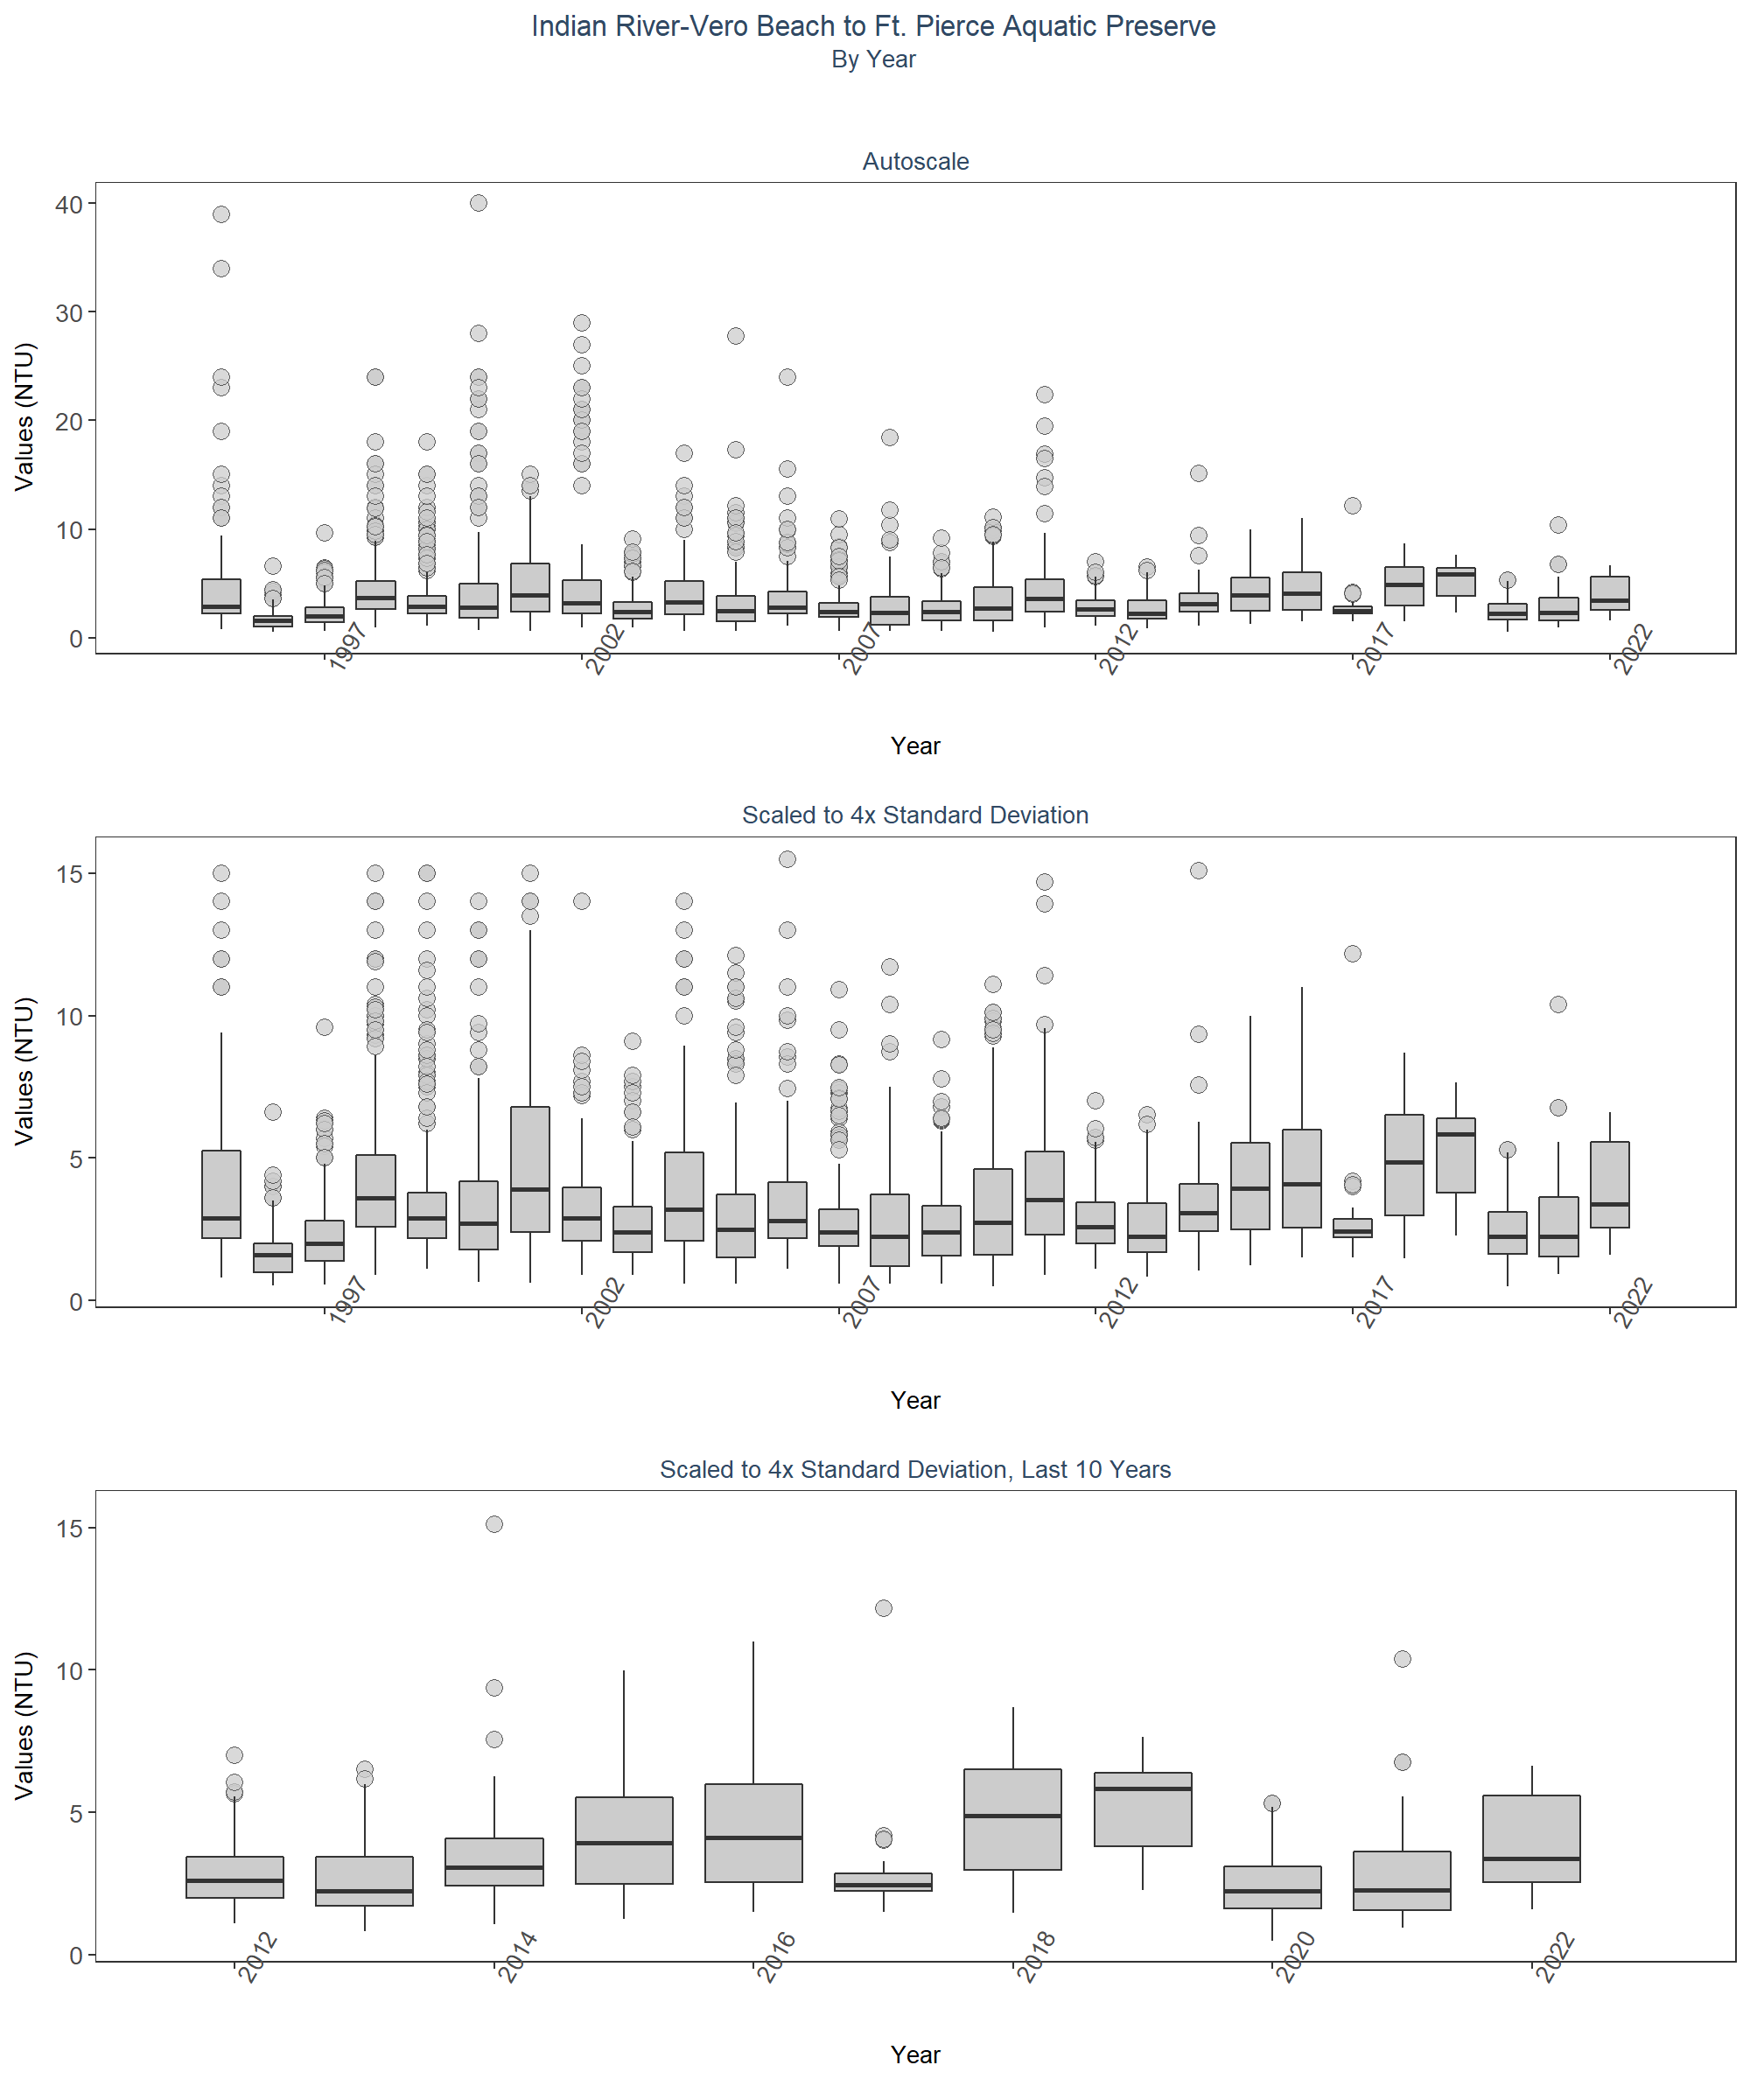 Indian River-Vero Beach to Ft. Pierce Aquatic Preserve
By Year
Autoscale
Values (NTU)
40
30
20
10
0
1997
2002
2007
2012
2017
2022
Year
Scaled to 4x Standard Deviation
Values (NTU)
15
10
5
0
1997
2002
2007
2012
2017
2022
Year
Scaled to 4x Standard Deviation, Last 10 Years
Values (NTU)
15
10
5
0
2012
2014
2016
2018
2020
2022
Year